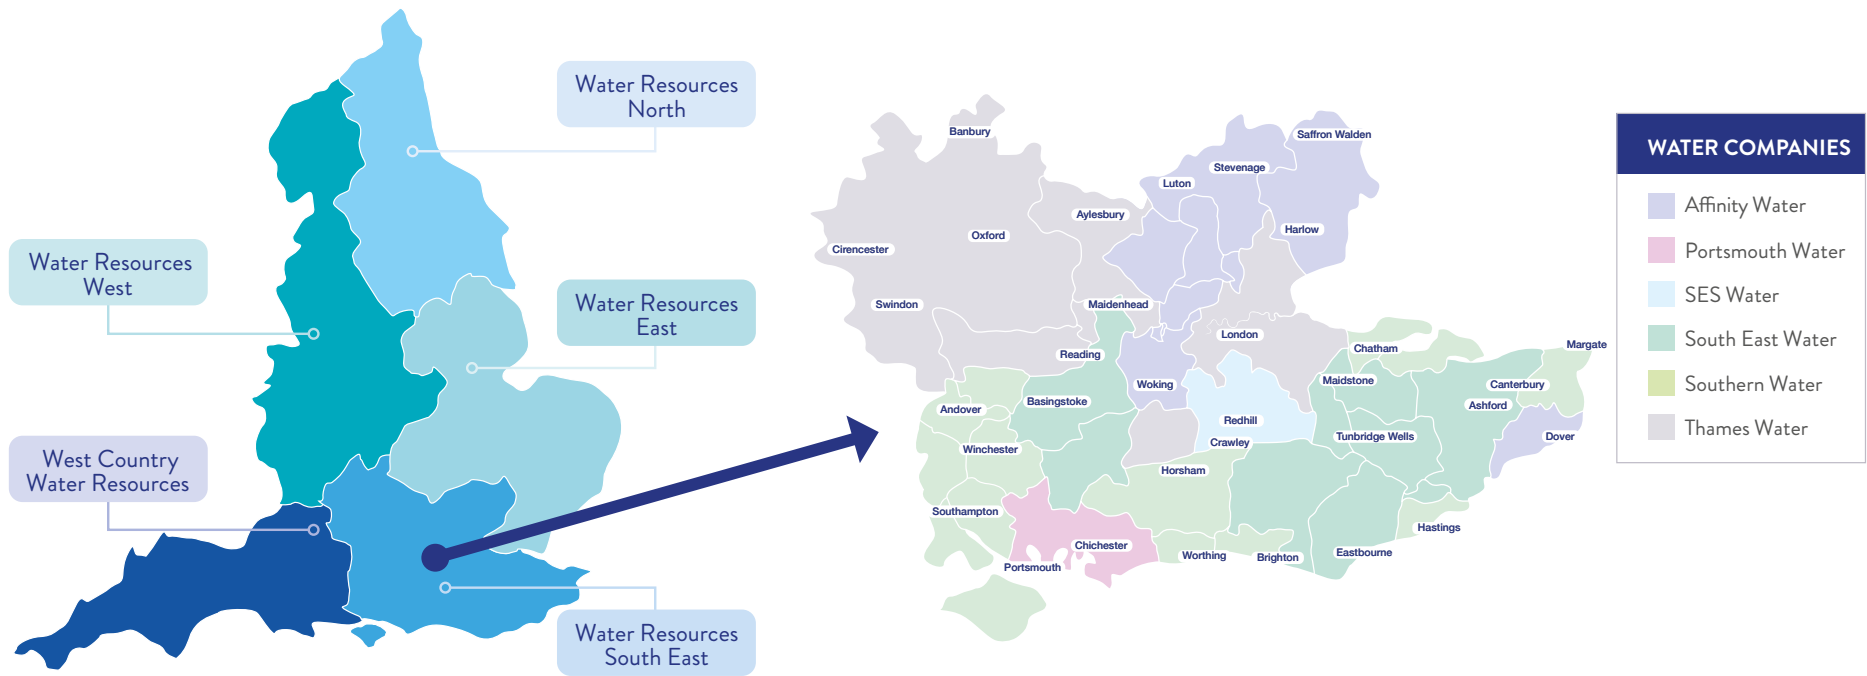 Water Resources
North
Water Resources
West
Water Resources
East
West Country
Water Resources
Water Resources
South East
Banbury
Saffron Walden
Stevenage
Luton
Aylesbury
Harlow
Oxford
Cirencester
Swindon
Maidenhead
London
Reading
Chatham
Margate
Woking
Maidstone
Canterbury
Basingstoke
Ashford
Andover
Redhill
Tunbridge Wells
Dover
Crawley
Winchester
Horsham
Southampton
Hastings
Chichester
Worthing
Brighton
Eastbourne
Portsmouth
WATER COMPANIES
Affinity Water
Portsmouth Water
SES Water
South East Water
Southern Water
Thames Water